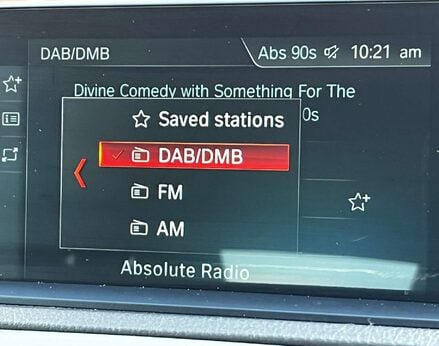 DAB/DMB
Abs 90s 10:21 am
Divine Comedy with Something For The
0s
Saved stations
DAB/DMB
FM
AM
Absolute Radio